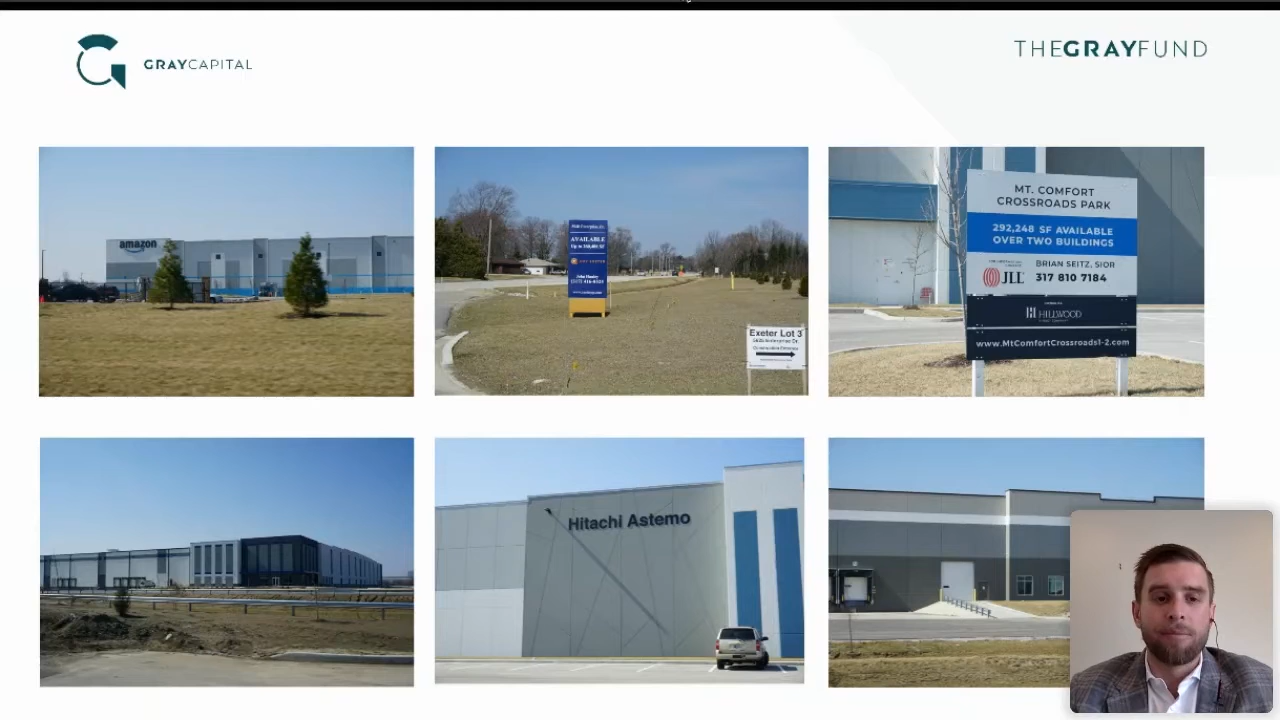 GRAYCAPITAL
THEGRAYFUND
amazon
AVAILABLE
Exeter Lot 3
MT. COMFORT
CROSSROADS PARK
292,248 SF AVAILABLE
OVER TWO BUILDINGS
JLL
BRIAN SEITZ, SIOR
317 810 7184
HILLWOOD
www.MtComfortCrossroads1-2.com
Hitachi Astemo